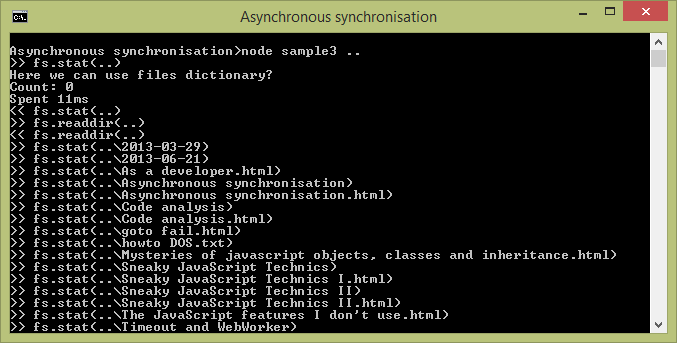 Asynchronous synchronisation
Asynchronous synchronisation>node sample3 ..
>> fs.stat(..)
Here we can use files dictionary?
Count: 0
Spent 11ms
<< fs.stat(..)
>> fs.readdir(..)
<< fs.readdir(..)
>> fs.stat(..\2013-03-29)
>> fs.stat(..\2013-06-21)
>> fs.stat(..\As a developer.html)
>> fs.stat(..\Asynchronous synchronisation)
>> fs.stat(..\Asynchronous synchronisation.html)
>> fs.stat(..\Code analysis)
>> fs.stat(..\Code analysis.html)
>> fs.stat(..\goto fail.html)
>> fs.stat(..\howto DOS.txt)
>> fs.stat(..\Mysteries of javascript objects, classes and inheritance.html)
>> fs.stat(..\Sneaky JavaScript Technics)
>> fs.stat(..\Sneaky JavaScript Technics I.html)
>> fs.stat(..\Sneaky JavaScript Technics II)
>> fs.stat(..\Sneaky JavaScript Technics II.html)
>> fs.stat(..\The JavaScript features I don't use.html)
>> fs.stat(..\Timeout and WebWorker)